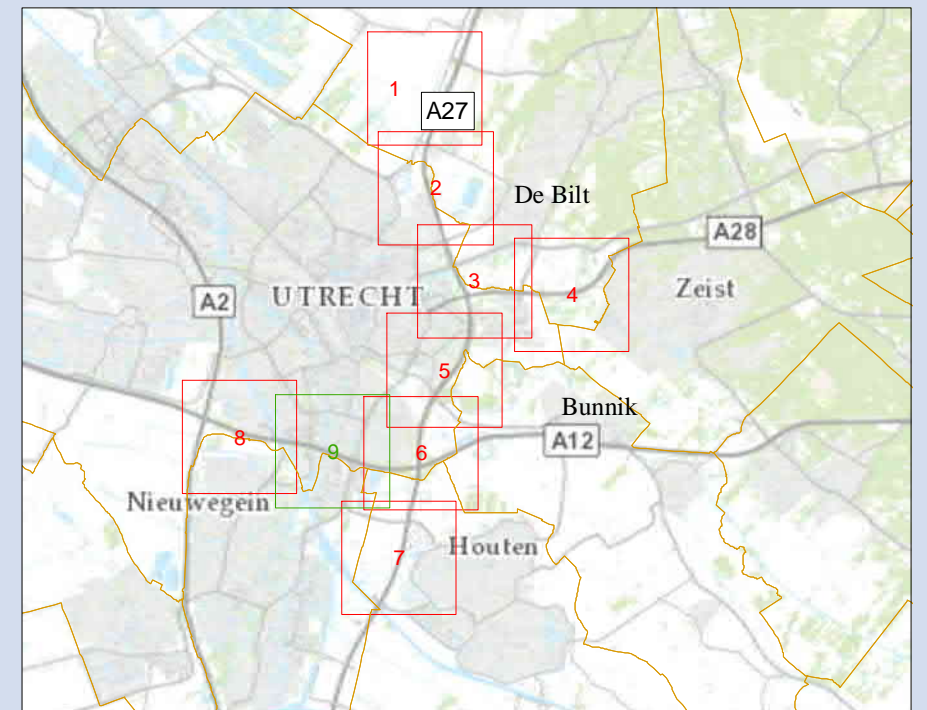 1
A27
2
De Bilt
A28
3
4
Zeist
A2
UTRECHT
5
Bunnik
8
9
6
A12
Nieuwegein
7
Houten